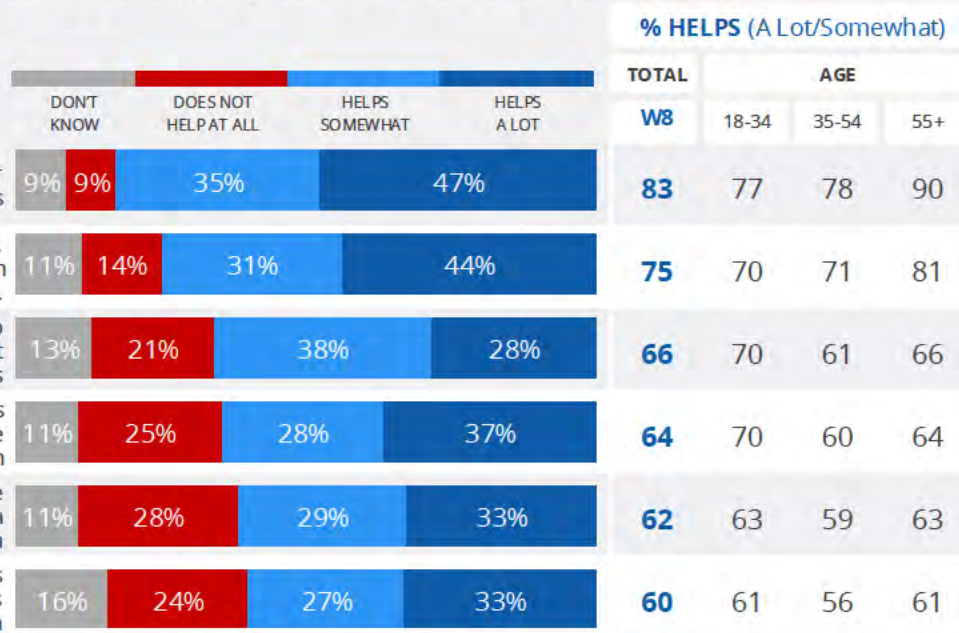 % HELPS (A Lot/Somewhat)
TOTAL AGE
DON'T KNOW DOES NOT HELP AT ALL HELPS SOMEWHAT HELPS A LOT
W8 18-34 35-54 55+
9% 9% 35% 47% 83 77 78 90
11% 14% 31% 44% 75 70 71 81
13% 21% 38% 28% 66 70 61 66
11% 25% 28% 37% 64 70 60 64
11% 28% 29% 33% 62 63 59 63
16% 24% 27% 33% 60 61 56 61